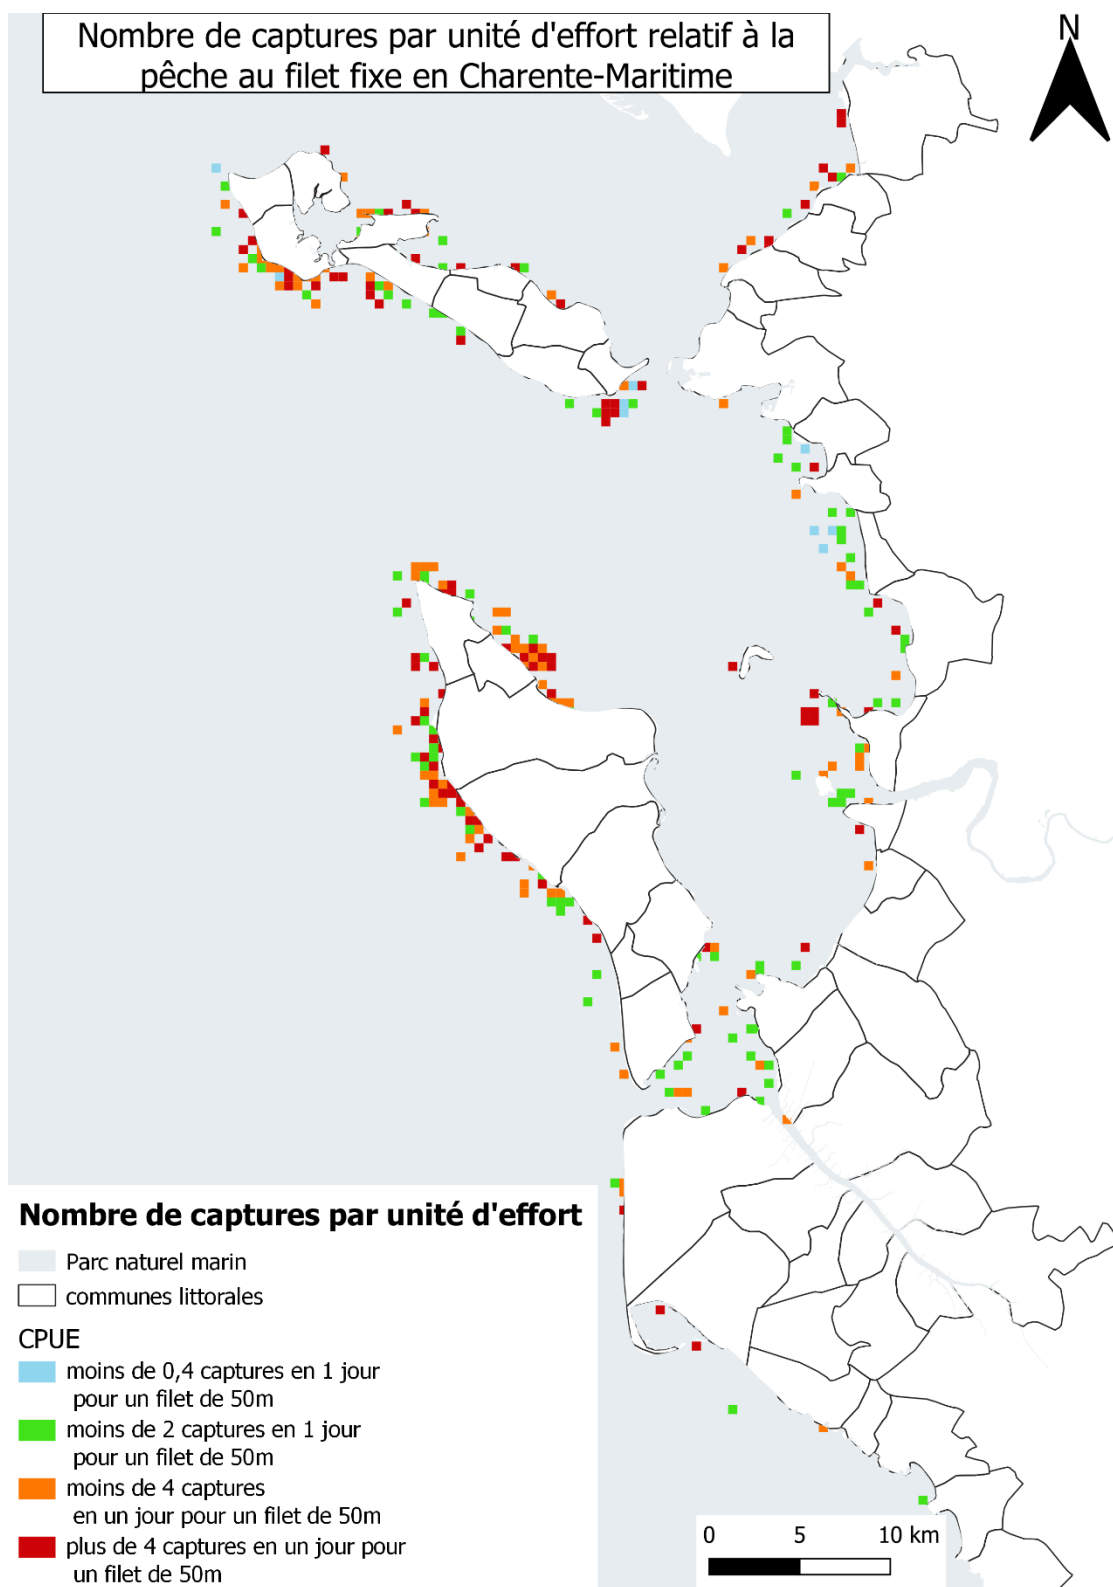 Nombre de captures par unité d'effort relatif à la
pêche au filet fixe en Charente-Maritime
N
Nombre de captures par unité d'effort
Parc naturel marin
communes littorales
CPUE
moins de 0,4 captures en 1 jour
pour un filet de 50m
moins de 2 captures en 1 jour
pour un filet de 50m
moins de 4 captures
en un jour pour un filet de 50m
plus de 4 captures en un jour pour
un filet de 50m
0 5 10 km